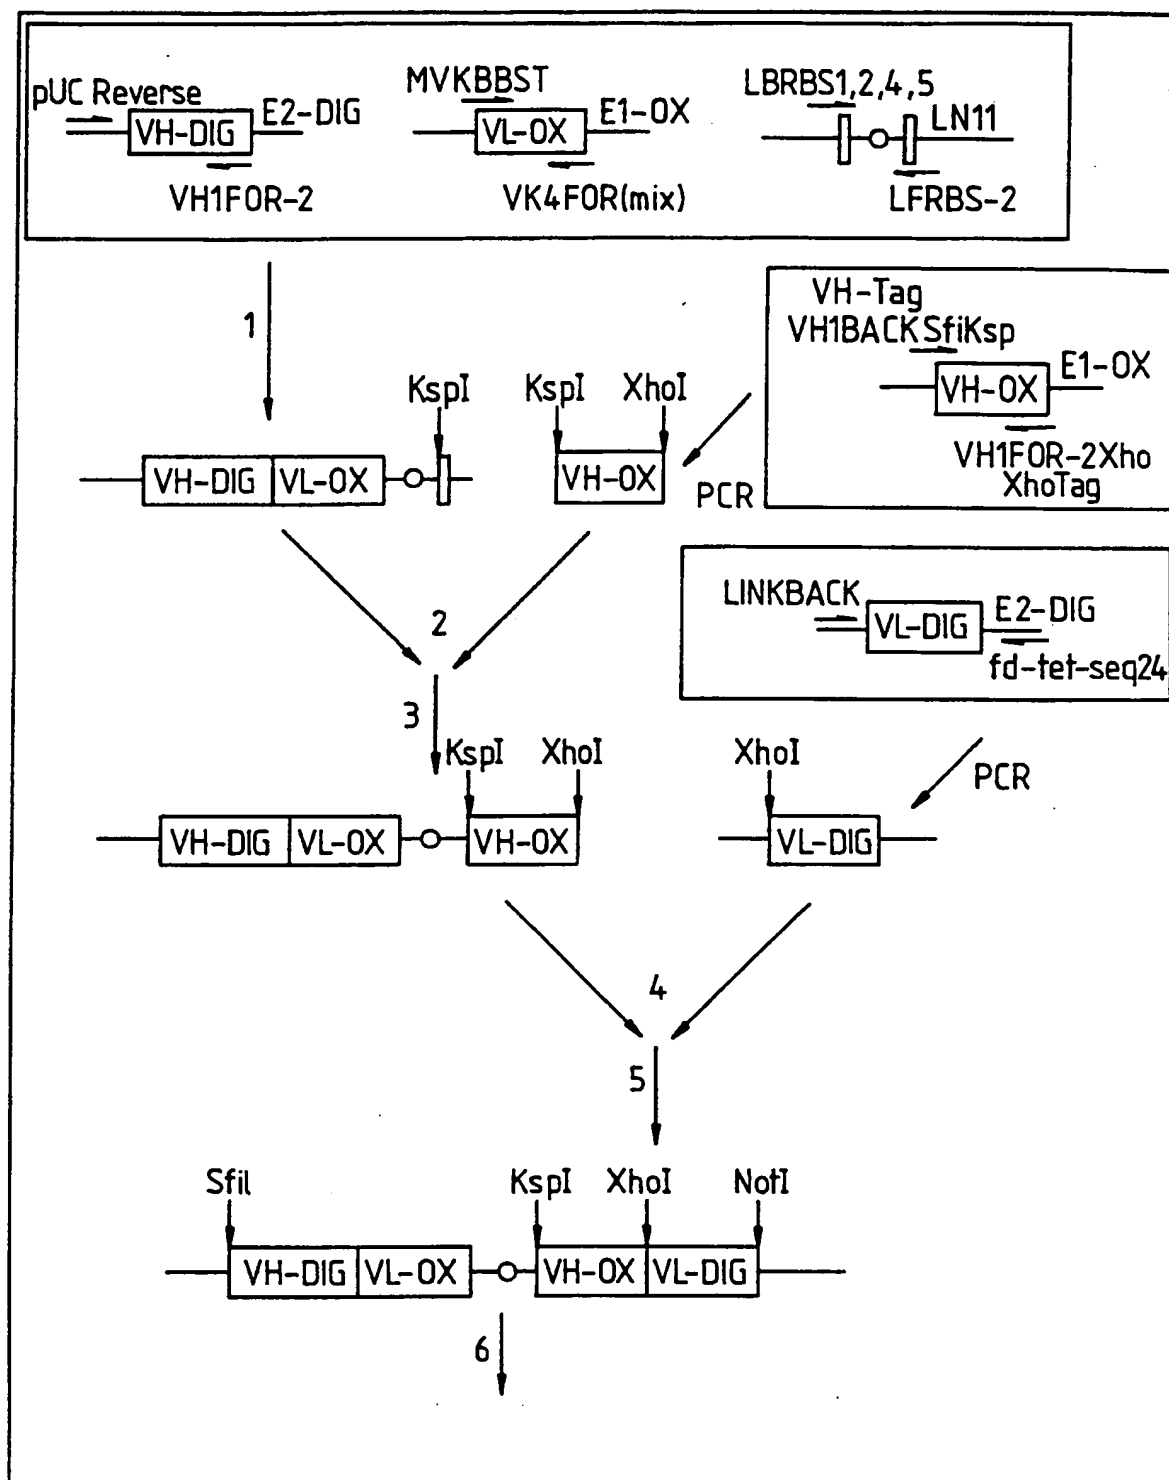 pUC Reverse
VH-DIG
E2-DIG
VH1FOR-2
MVKBBST
VL-OX
E1-OX
VK4FOR(mix)
LBRBS1,2,4,5
LN11
LFRBS-2
1
VH-Tag
VH1BACKSfiKsp
VH-OX
E1-OX
VH1FOR-2Xho
XhoTag
KspI
KspI
XhoI
VH-DIG
VL-OX
VH-OX
PCR
2
LINKBACK
VL-DIG
E2-DIG
fd-tet-seq24
3
KspI
XhoI
XhoI
PCR
VH-DIG
VL-OX
VH-OX
VL-DIG
4
5
SfiI
KspI
XhoI
NotI
VH-DIG
VL-OX
VH-OX
VL-DIG
6